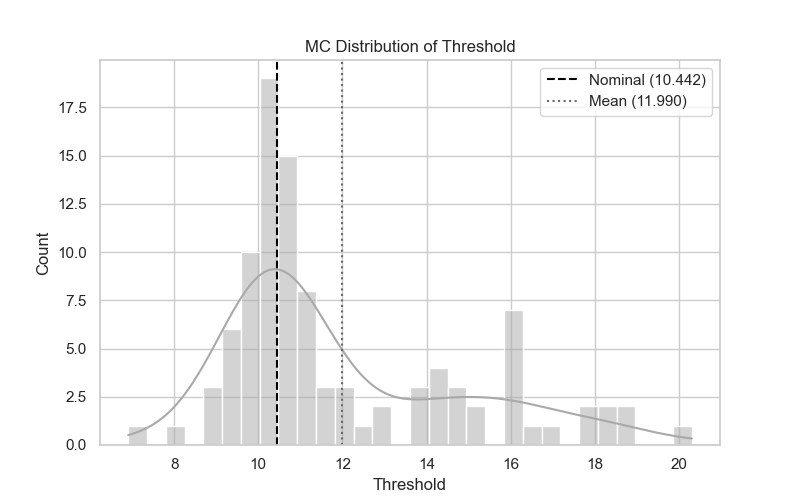 MC Distribution of Threshold
Nominal (10.442)
Mean (11.990)
17.5
15.0
12.5
10.0
7.5
5.0
2.5
0.0
Count
8 10 12 14 16 18 20
Threshold